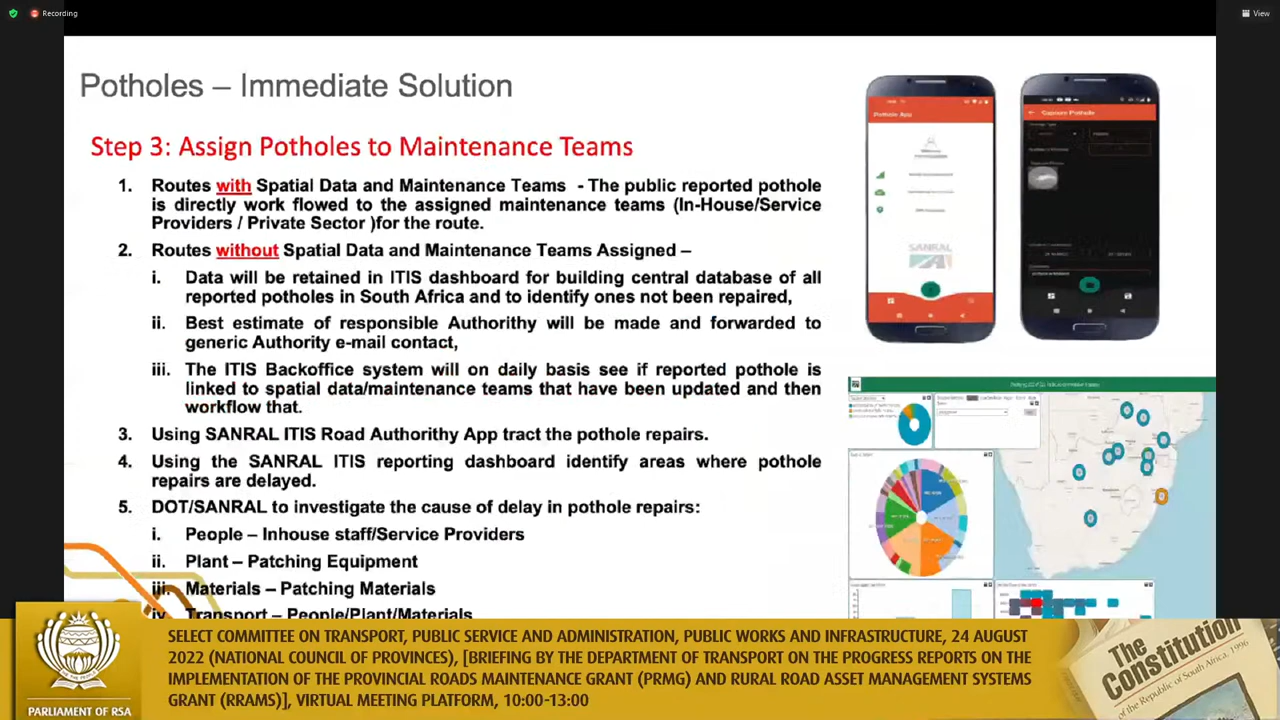 Recording
View
Potholes – Immediate Solution
Step 3: Assign Potholes to Maintenance Teams
1. Routes with Spatial Data and Maintenance Teams - The public reported pothole
is directly work flowed to the assigned maintenance teams (In-House/Service
Providers / Private Sector )for the route.
2. Routes without Spatial Data and Maintenance Teams Assigned –
i. Data will be retained in ITIS dashboard for building central database of all
reported potholes in South Africa and to identify ones not been repaired,
ii. Best estimate of responsible Authorithy will be made and forwarded to
generic Authority e-mail contact,
iii. The ITIS Backoffice system will on daily basis see if reported pothole is
linked to spatial data/maintenance teams that have been updated and then
workflow that.
3. Using SANRAL ITIS Road Authorithy App tract the pothole repairs.
4. Using the SANRAL ITIS reporting dashboard identify areas where pothole
repairs are delayed.
5. DOT/SANRAL to investigate the cause of delay in pothole repairs:
i. People – Inhouse staff/Service Providers
ii. Plant – Patching Equipment
iii. Materials – Patching Materials
iv. Transport – People/Plant/Materials
Pothole App
SANRAL
Capture Pothole
PARLIAMENT OF RSA
SELECT COMMITTEE ON TRANSPORT, PUBLIC SERVICE AND ADMINISTRATION, PUBLIC WORKS AND INFRASTRUCTURE, 24 AUGUST
2022 (NATIONAL COUNCIL OF PROVINCES), [BRIEFING BY THE DEPARTMENT OF TRANSPORT ON THE PROGRESS REPORTS ON THE
IMPLEMENTATION OF THE PROVINCIAL ROADS MAINTENANCE GRANT (PRMG) AND RURAL ROAD ASSET MANAGEMENT SYSTEMS
GRANT (RRAMS)], VIRTUAL MEETING PLATFORM, 10:00-13:00
The
Constitution
of the Republic of South Africa, 1996